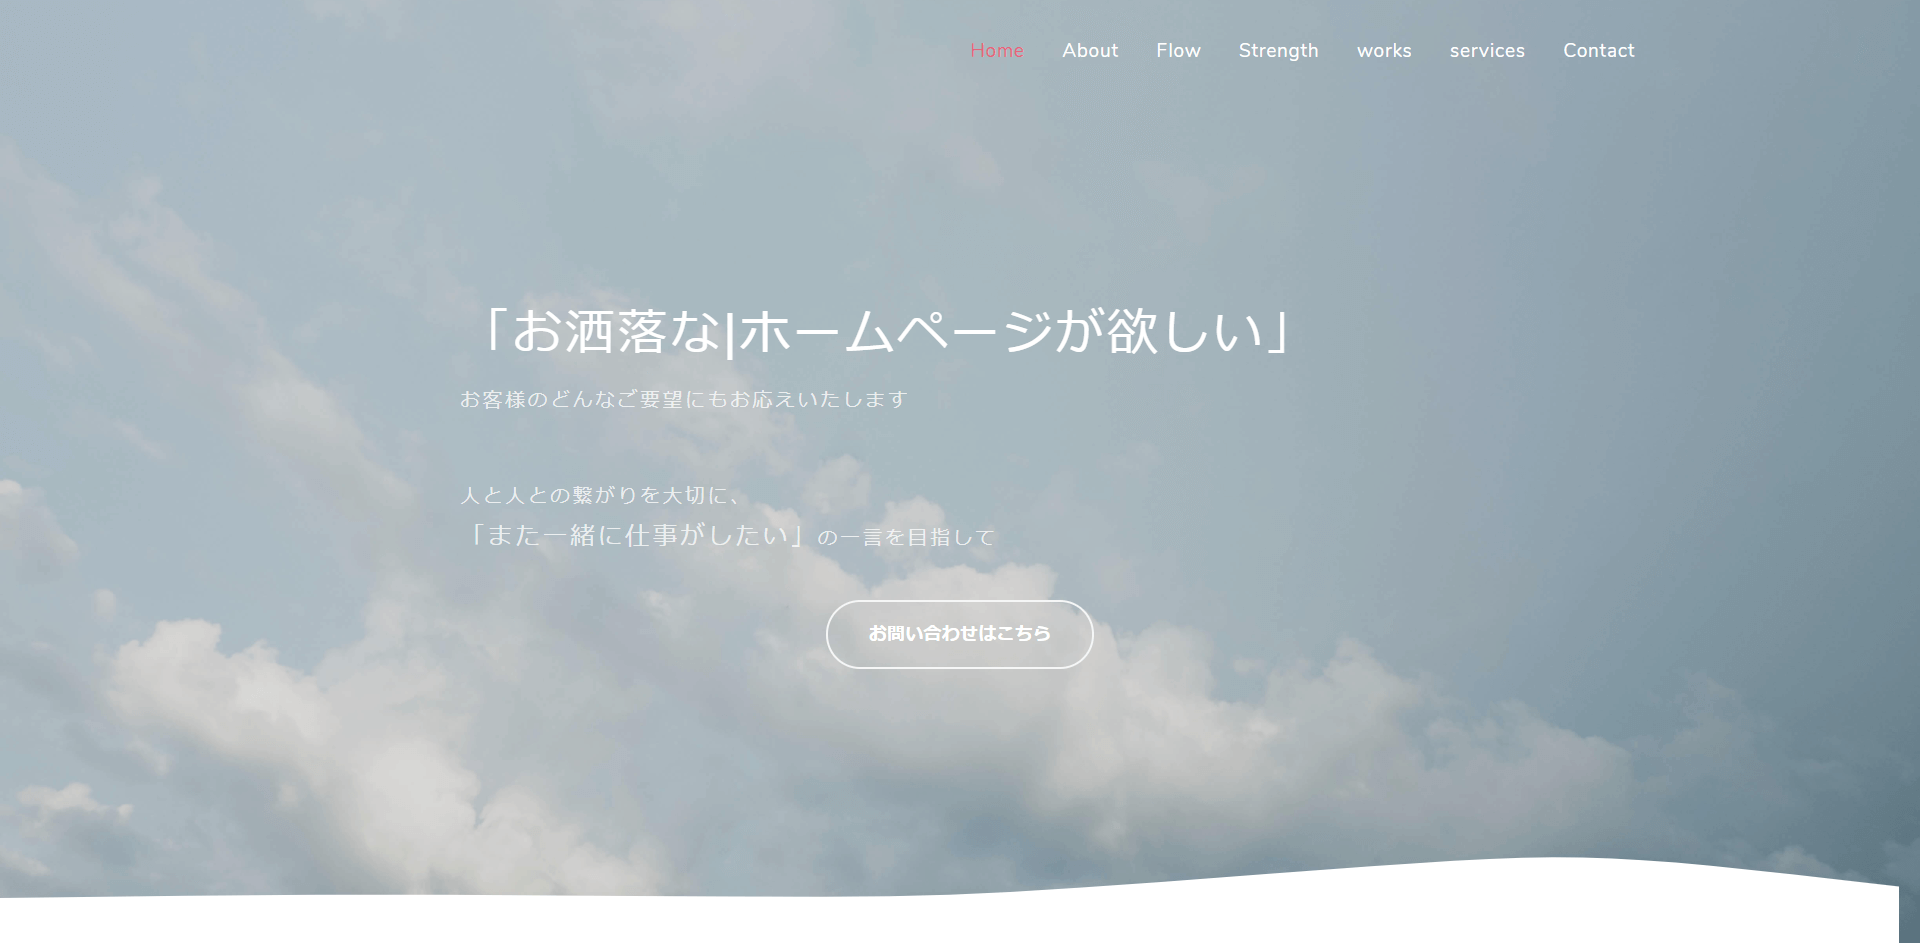 Home About Flow Strength works services Contact
「お洒落な|ホームページが欲しい」
お客様のどんなご要望にもお応えいたします
人と人との繋がりを大切に、
「また一緒に仕事がしたい」の一言を目指して
お問い合わせはこちら